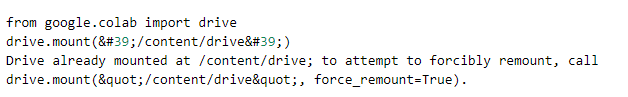 from google.colab import drive
drive.mount(&#39;/content/drive&#39;)
Drive already mounted at /content/drive; to attempt to forcibly remount, call
drive.mount(&quot;/content/drive&quot;, force_remount=True).